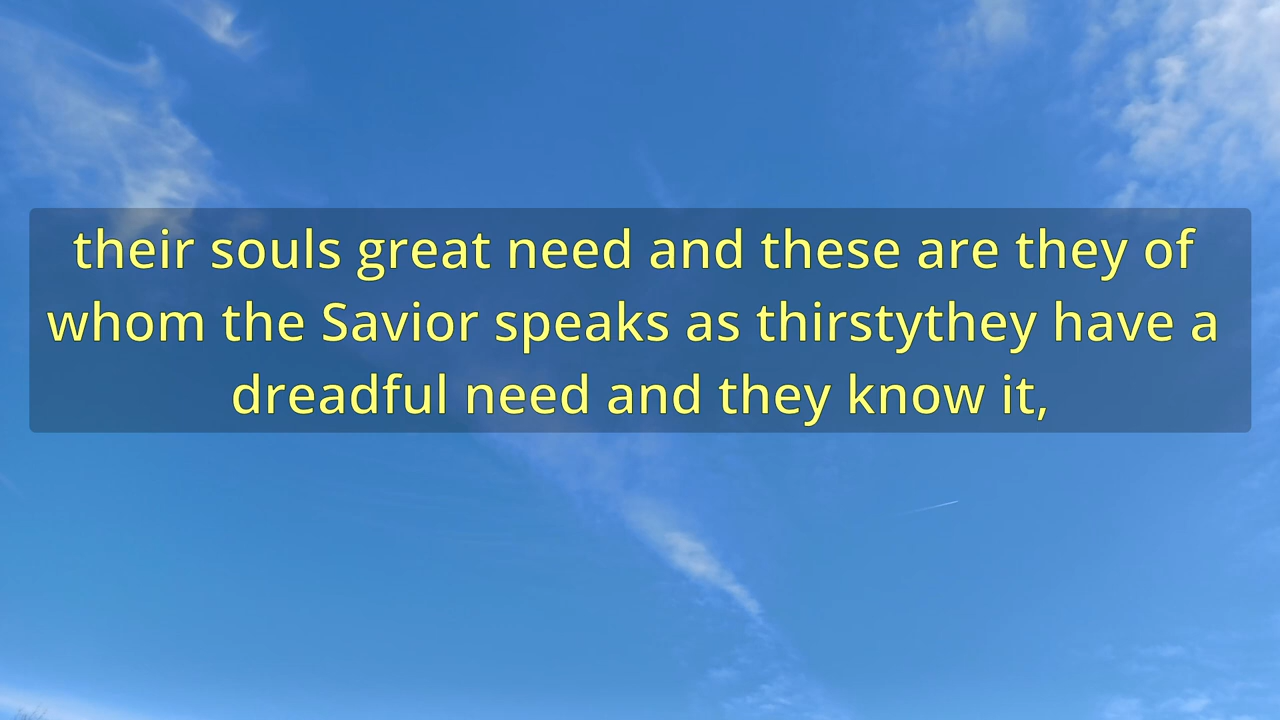 their souls great need and these are they of
whom the Savior speaks as thirstythey have a
dreadful need and they know it,